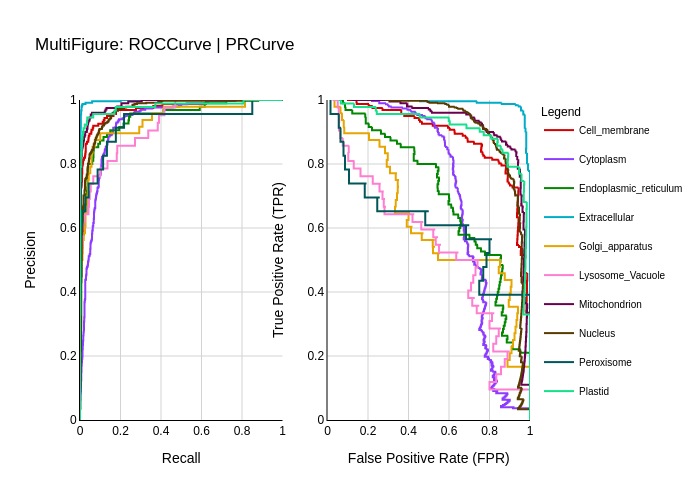 MultiFigure: ROCCurve | PRCurve
Precision
1
0.8
0.6
0.4
0.2
0
0 0.2 0.4 0.6 0.8 1
Recall
True Positive Rate (TPR)
1
0.8
0.6
0.4
0.2
0
0 0.2 0.4 0.6 0.8 1
False Positive Rate (FPR)
Legend
Cell_membrane
Cytoplasm
Endoplasmic_reticulum
Extracellular
Golgi_apparatus
Lysosome_Vacuole
Mitochondrion
Nucleus
Peroxisome
Plastid